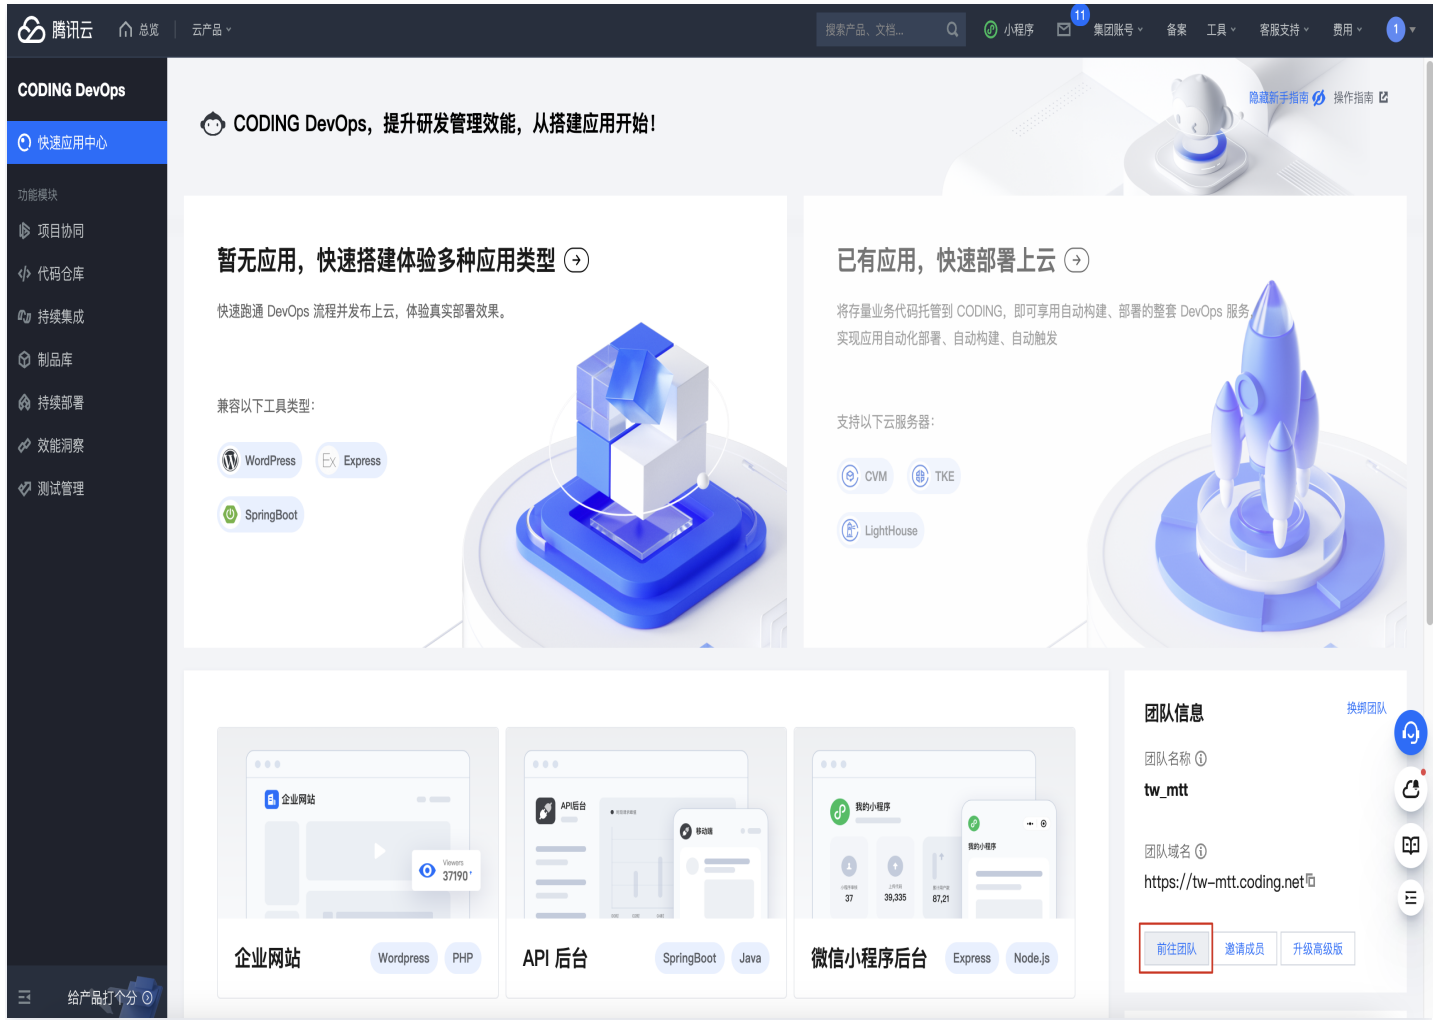 腾讯云
总览
云产品
搜索产品、文档...
小程序
11
集团账号
备案
工具
客服支持
费用
1
CODING DevOps
快速应用中心
功能模块
项目协同
代码仓库
持续集成
制品库
持续部署
效能洞察
测试管理
给产品打个分
CODING DevOps，提升研发管理效能，从搭建应用开始！
隐藏新手指南
操作指南
暂无应用，快速搭建体验多种应用类型
快速跑通 DevOps 流程并发布上云，体验真实部署效果。
兼容以下工具类型：
WordPress
Ex Express
SpringBoot
已有应用，快速部署上云
将存量业务代码托管到 CODING，即可享用自动构建、部署的整套 DevOps 服务，
实现应用自动化部署、自动构建、自动触发
支持以下云服务器：
CVM
TKE
LightHouse
企业网站
Viewers
37190
企业网站
Wordpress
PHP
API后台
移动端
API 后台
SpringBoot
Java
我的小程序
我的小程序
37
39,335
87,21
微信小程序后台
Express
Node.js
团队信息
换绑团队
团队名称
tw_mtt
团队域名
https://tw-mtt.coding.net
前往团队
邀请成员
升级高级版